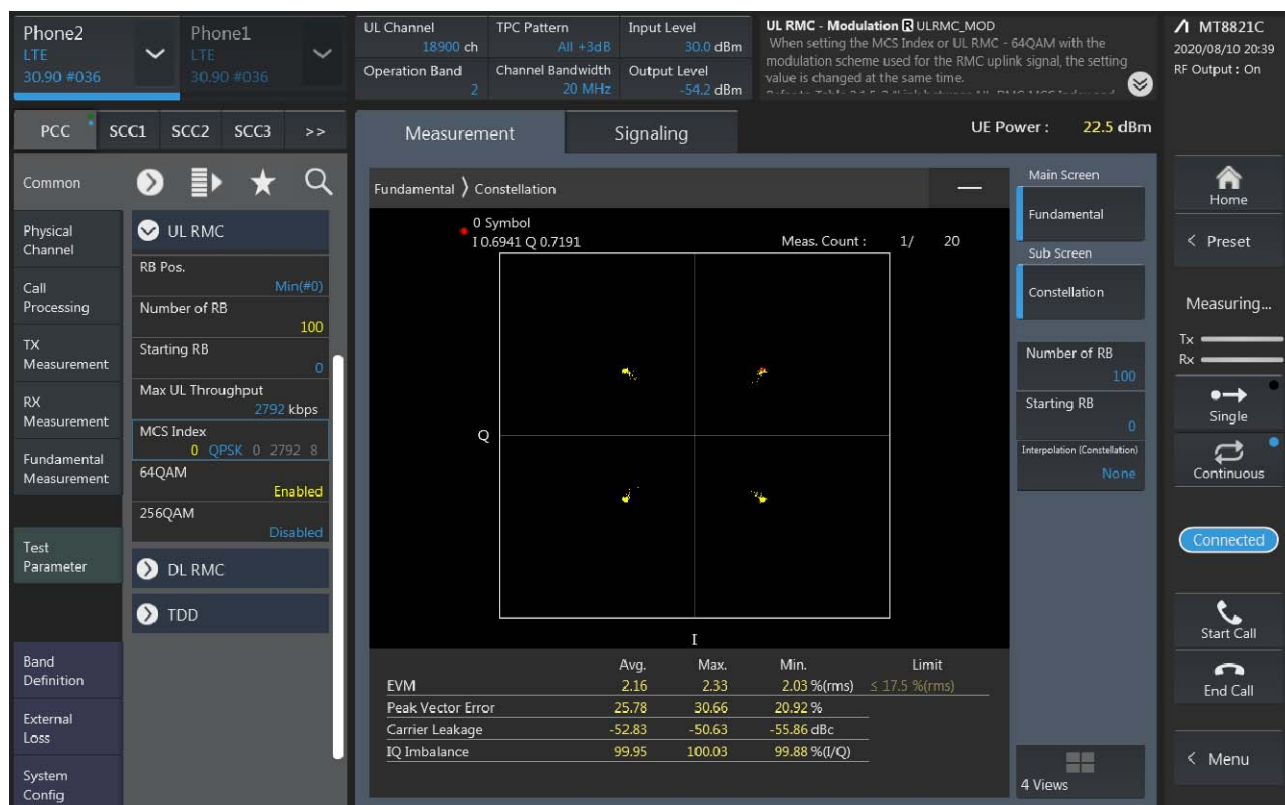 Phone2
LTE
30.90 #036
Phone1
LTE
30.90 #036
UL Channel
18900 ch
TPC Pattern
All +3dB
Input Level
30.0 dBm
Operation Band
2
Channel Bandwidth
20 MHz
Output Level
-54.2 dBm
UL RMC - Modulation R ULRMC_MOD
When setting the MCS Index or UL RMC - 64QAM with the
modulation scheme used for the RMC uplink signal, the setting
value is changed at the same time.
MT8821C
2020/08/10 20:39
RF Output : On
PCC SCC1 SCC2 SCC3 >>
Measurement
Signaling
UE Power : 22.5 dBm
Common
Physical
Channel
Call
Processing
TX
Measurement
RX
Measurement
Fundamental
Measurement
Test
Parameter
Band
Definition
External
Loss
System
Config
UL RMC
RB Pos.
Min(#0)
Number of RB
100
Starting RB
0
Max UL Throughput
2792 kbps
MCS Index
0 QPSK 0 2792 8
64QAM
Enabled
256QAM
Disabled
DL RMC
TDD
Fundamental 〉 Constellation
0 Symbol
I 0.6941 Q 0.7191
Meas. Count : 1/ 20
Q
I
Avg. Max. Min. Limit
EVM 2.16 2.33 2.03 %(rms) ≤ 17.5 %(rms)
Peak Vector Error 25.78 30.66 20.92 %
Carrier Leakage -52.83 -50.63 -55.86 dBc
IQ Imbalance 99.95 100.03 99.88 %(I/Q)
Main Screen
Fundamental
Sub Screen
Constellation
Number of RB
100
Starting RB
0
Interpolation (Constellation)
None
4 Views
Home
< Preset
Measuring...
Tx
Rx
Single
Continuous
Connected
Start Call
End Call
< Menu